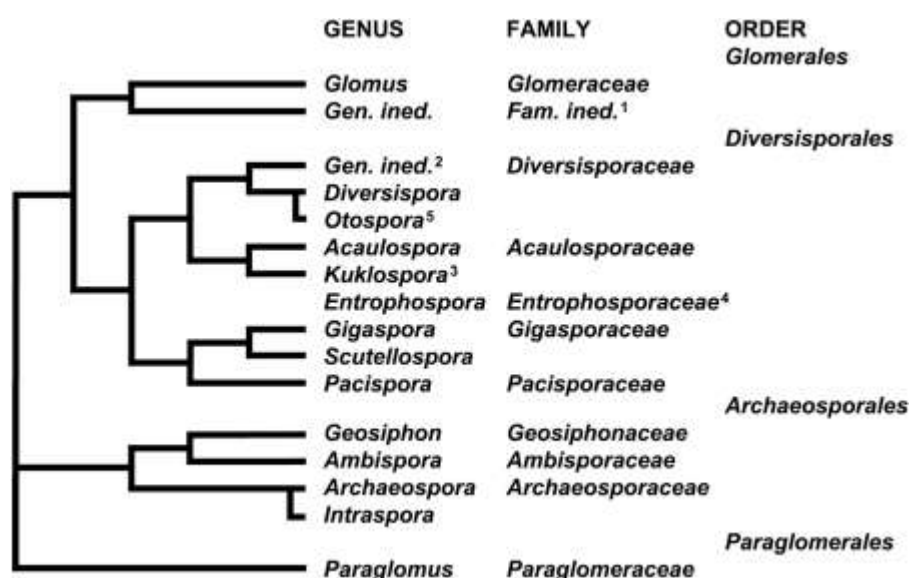 GENUS FAMILY ORDER
Glomerales
Glomus Glomeraceae
Gen. ined. Fam. ined.¹
Diversisporales
Gen. ined.² Diversisporaceae
Diversispora
Otospora⁵
Acaulospora Acaulosporaceae
Kuklospora³
Entrophospora Entrophosporaceae⁴
Gigaspora Gigasporaceae
Scutellospora
Pacispora Pacisporaceae
Archaeosporales
Geosiphon Geosiphonaceae
Ambispora Ambisporaceae
Archaeospora Archaeosporaceae
Intraspora
Paraglomerales
Paraglomus Paraglomeraceae